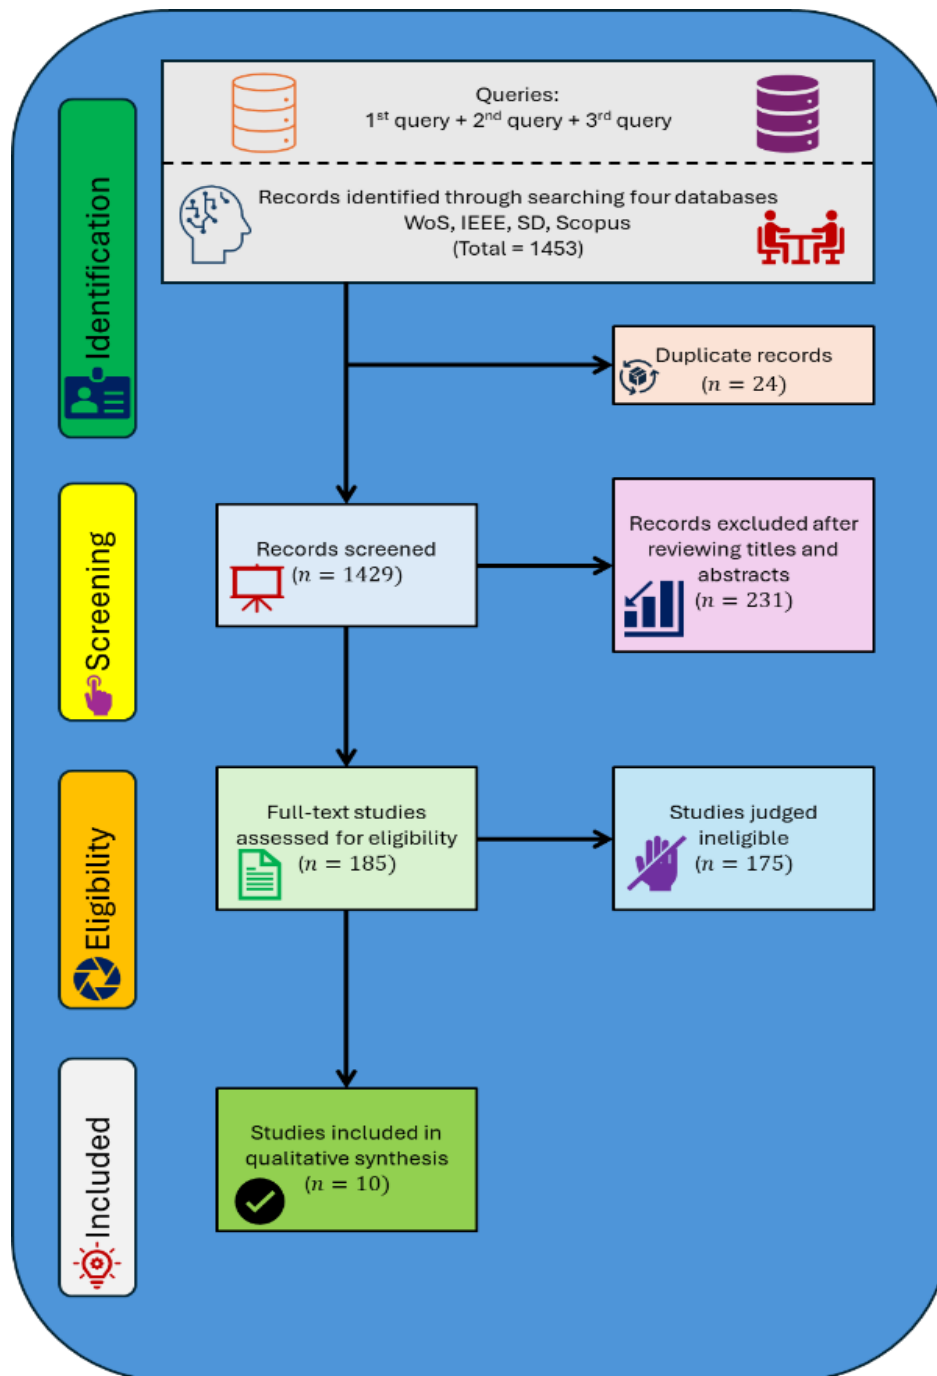 Queries:
1st query + 2nd query + 3rd query
Records identified through searching four databases
WoS, IEEE, SD, Scopus
(Total = 1453)
Identification
Duplicate records
(n = 24)
Screening
Records screened
(n = 1429)
Records excluded after
reviewing titles and
abstracts
(n = 231)
Eligibility
Full-text studies
assessed for eligibility
(n = 185)
Studies judged
ineligible
(n = 175)
Included
Studies included in
qualitative synthesis
(n = 10)